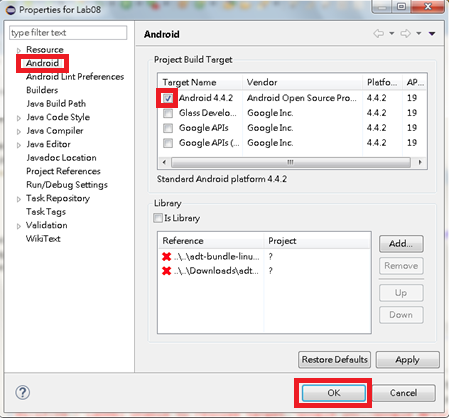 Properties for Lab08
type filter text
Android
Resource
Android
Android Lint Preferences
Builders
Java Build Path
Java Code Style
Java Compiler
Java Editor
Javadoc Location
Project References
Run/Debug Settings
Task Repository
Task Tags
Validation
WikiText
Project Build Target
Target Name Vendor Platfo... AP...
Android 4.4.2 Android Open Source Pro... 4.4.2 19
Glass Develo... Google Inc. 4.4.2 19
Google APIs Google Inc. 4.4.2 19
Google APIs (... Google Inc. 4.4.2 19
Standard Android platform 4.4.2
Library
Is Library
Reference Project
..\..\adt-bundle-linu... ?
..\..\Downloads\adt... ?
Add...
Remove
Up
Down
Restore Defaults Apply
? OK Cancel